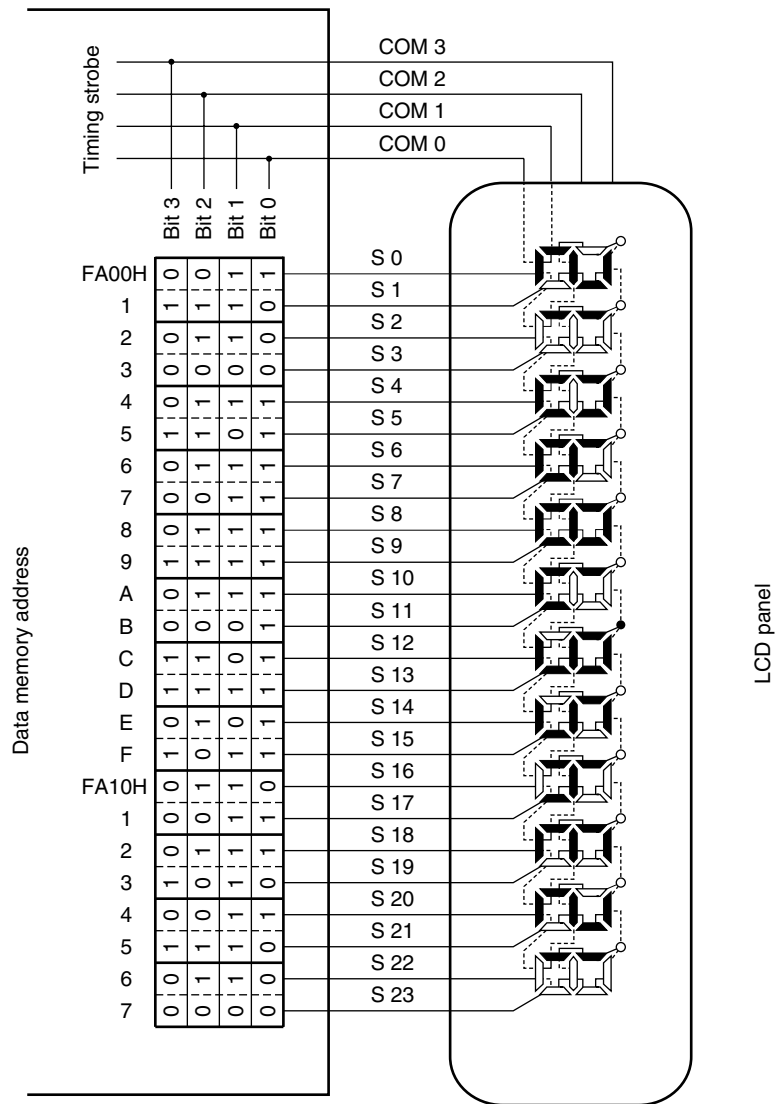 Timing strobe
COM 3
COM 2
COM 1
COM 0
Bit 3 Bit 2 Bit 1 Bit 0
Data memory address
FA00H 0 0 1 1 S 0
1 1 1 1 0 S 1
2 0 1 1 0 S 2
3 0 0 0 0 S 3
4 0 1 1 1 S 4
5 1 1 0 1 S 5
6 0 1 1 1 S 6
7 0 0 1 1 S 7
8 0 1 1 1 S 8
9 1 1 1 1 S 9
A 0 1 1 1 S 10
B 0 0 0 1 S 11
C 1 1 0 1 S 12
D 1 1 1 1 S 13
E 0 1 0 1 S 14
F 1 0 1 1 S 15
FA10H 0 1 1 0 S 16
1 0 0 1 1 S 17
2 0 1 1 1 S 18
3 1 0 1 0 S 19
4 0 0 1 1 S 20
5 1 1 1 0 S 21
6 0 1 1 0 S 22
7 0 0 0 0 S 23
LCD panel